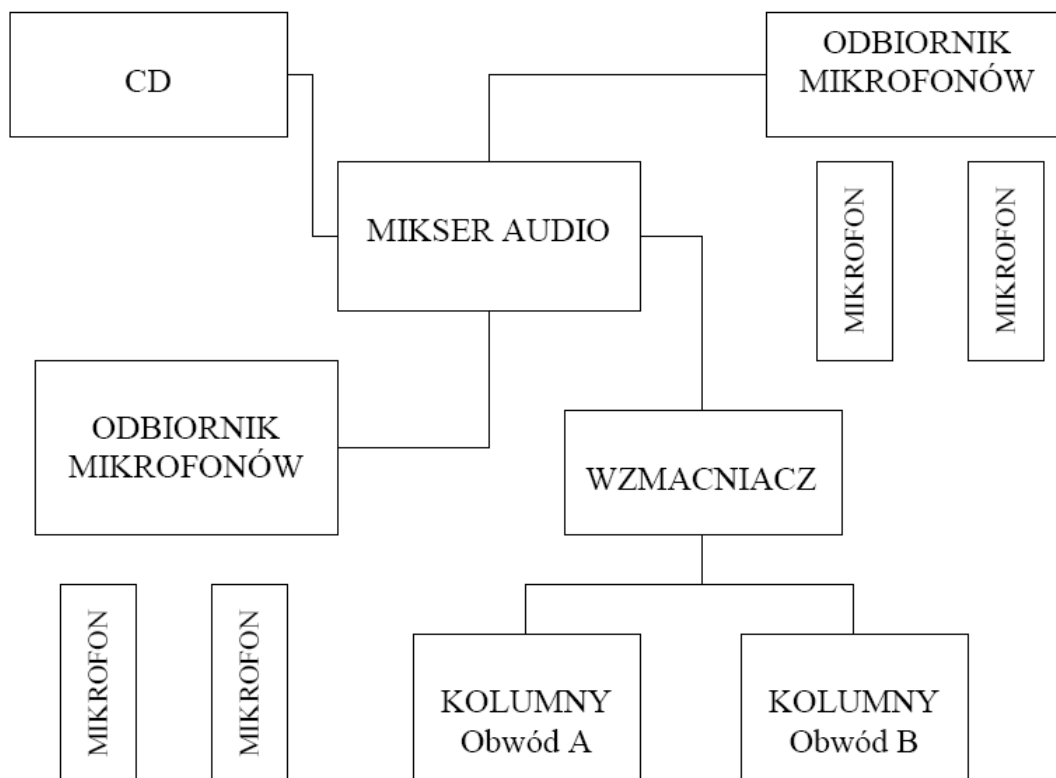 CD
ODBIORNIK
MIKROFONÓW
MIKSER AUDIO
MIKROFON
MIKROFON
ODBIORNIK
MIKROFONÓW
WZMACNIACZ
MIKROFON
MIKROFON
KOLUMNY
Obwód A
KOLUMNY
Obwód B